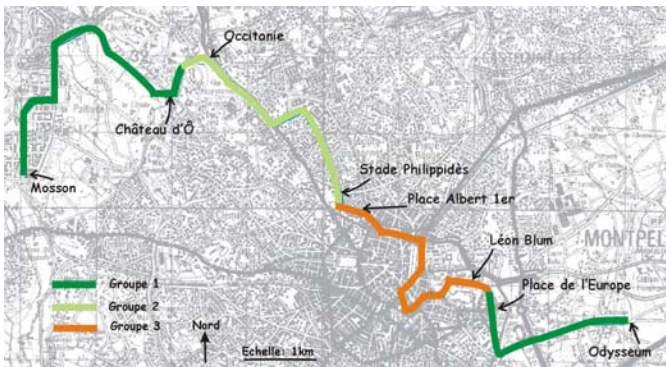 Occitanie
Château d'Ô
Mosson
Stade Philippidès
Place Albert 1er
Léon Blum
MONTPEL
Place de l'Europe
Groupe 1
Groupe 2
Groupe 3
Nord
Echelle: 1km
Odysseum